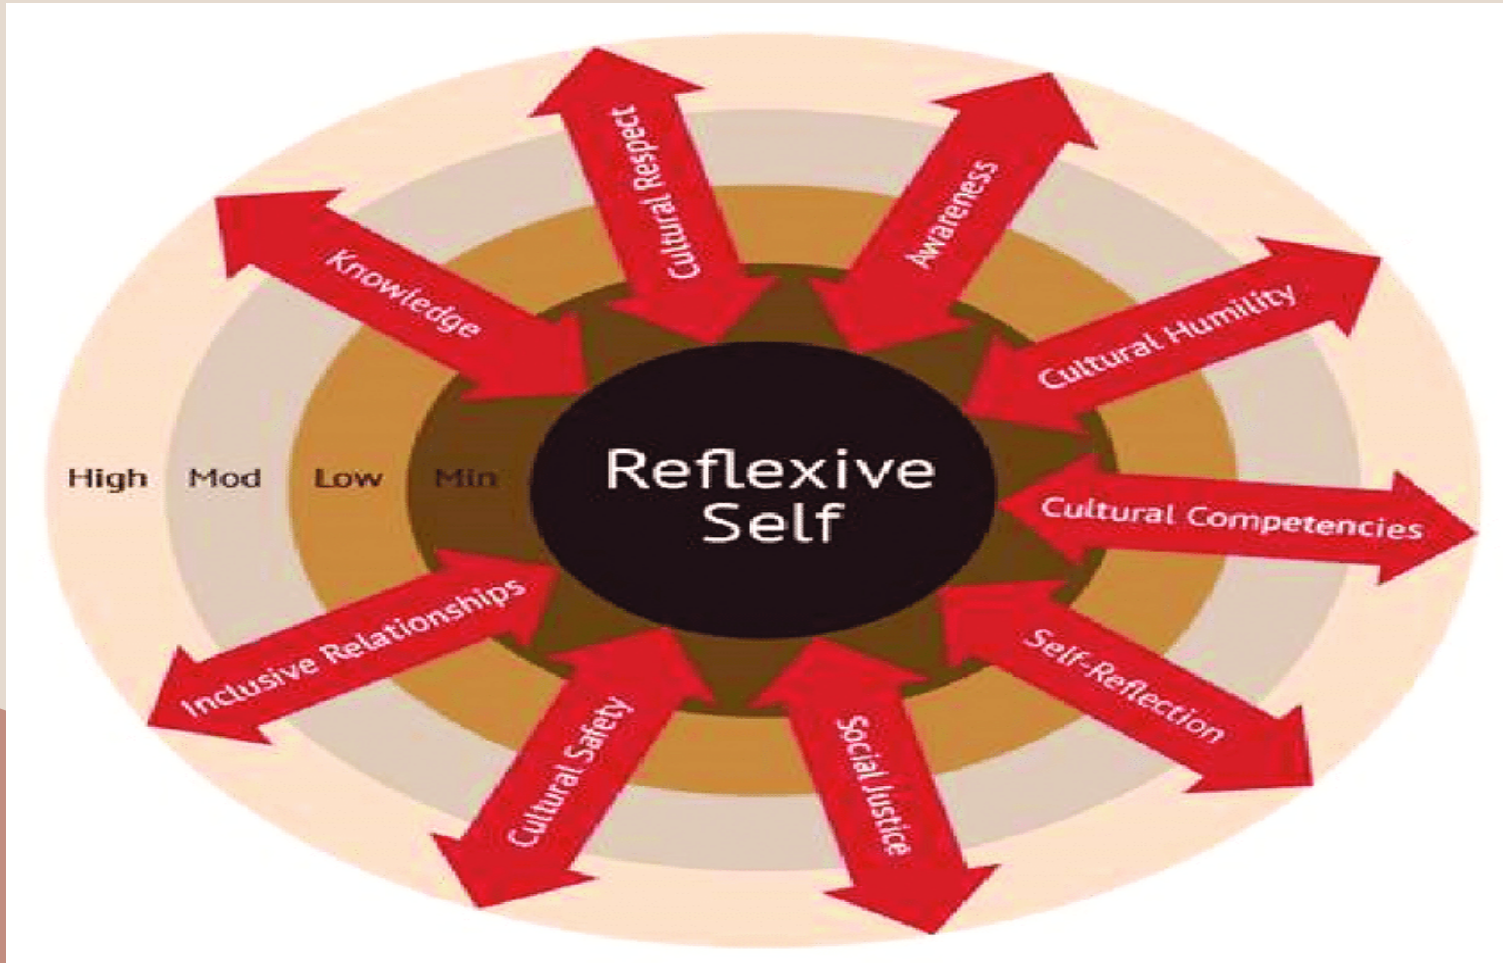 Cultural Respect
Awareness
Knowledge
Cultural Humility
High Mod Low Min
Reflexive
Self
Cultural Competencies
Inclusive Relationships
Self-Reflection
Cultural Safety
Social Justice